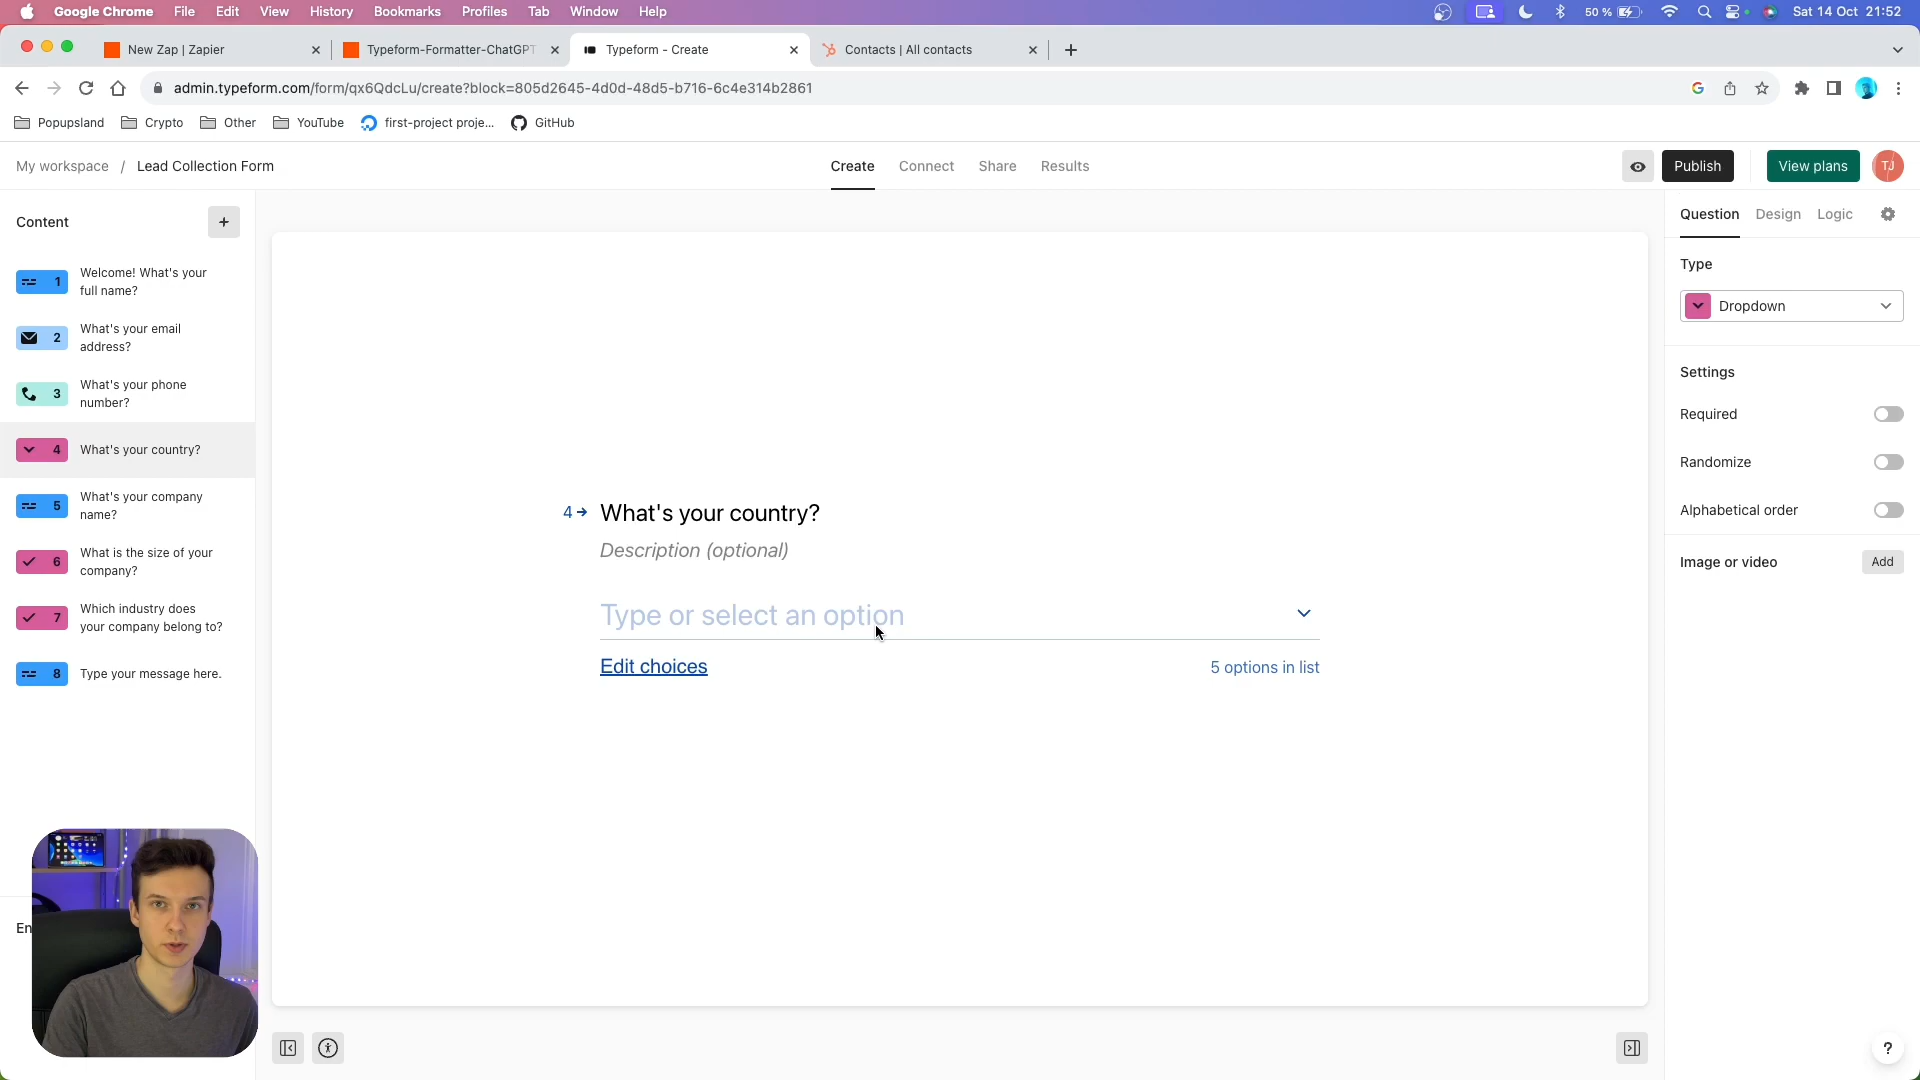 Google Chrome File Edit View History Bookmarks Profiles Tab Window Help 50 % Sat 14 Oct 21:52
New Zap | Zapier Typeform-Formatter-ChatGPT Typeform - Create Contacts | All contacts
admin.typeform.com/form/qx6QdcLu/create?block=805d2645-4d0d-48d5-b716-6c4e314b2861
Popupsland Crypto Other YouTube first-project proje... GitHub
My workspace / Lead Collection Form Create Connect Share Results Publish View plans TJ
Content +
Question Design Logic
1 Welcome! What's your
full name?
2 What's your email
address?
3 What's your phone
number?
4 What's your country?
5 What's your company
name?
6 What is the size of your
company?
7 Which industry does
your company belong to?
8 Type your message here.
En
4 What's your country?
Description (optional)
Type or select an option
Edit choices 5 options in list
Type
Dropdown
Settings
Required
Randomize
Alphabetical order
Image or video Add
?